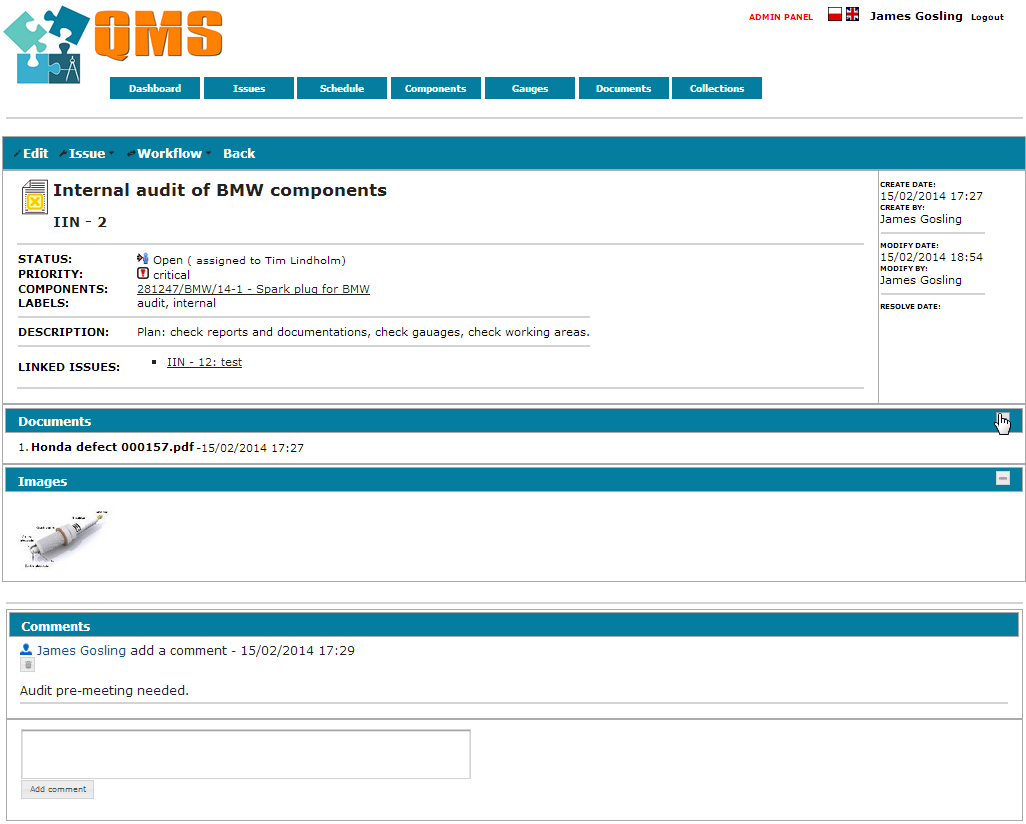 QMS
ADMIN PANEL James Gosling Logout
Dashboard Issues Schedule Components Gauges Documents Collections
Edit Issue Workflow Back
Internal audit of BMW components
IIN - 2
STATUS: Open ( assigned to Tim Lindholm)
PRIORITY: critical
COMPONENTS: 281247/BMW/14-1 - Spark plug for BMW
LABELS: audit, internal
DESCRIPTION: Plan: check reports and documentations, check gauages, check working areas.
LINKED ISSUES: IIN - 12: test
CREATE DATE:
15/02/2014 17:27
CREATE BY:
James Gosling
MODIFY DATE:
15/02/2014 18:54
MODIFY BY:
James Gosling
RESOLVE DATE:
Documents
1. Honda defect 000157.pdf -15/02/2014 17:27
Images
Comments
James Gosling add a comment - 15/02/2014 17:29
Audit pre-meeting needed.
Add comment